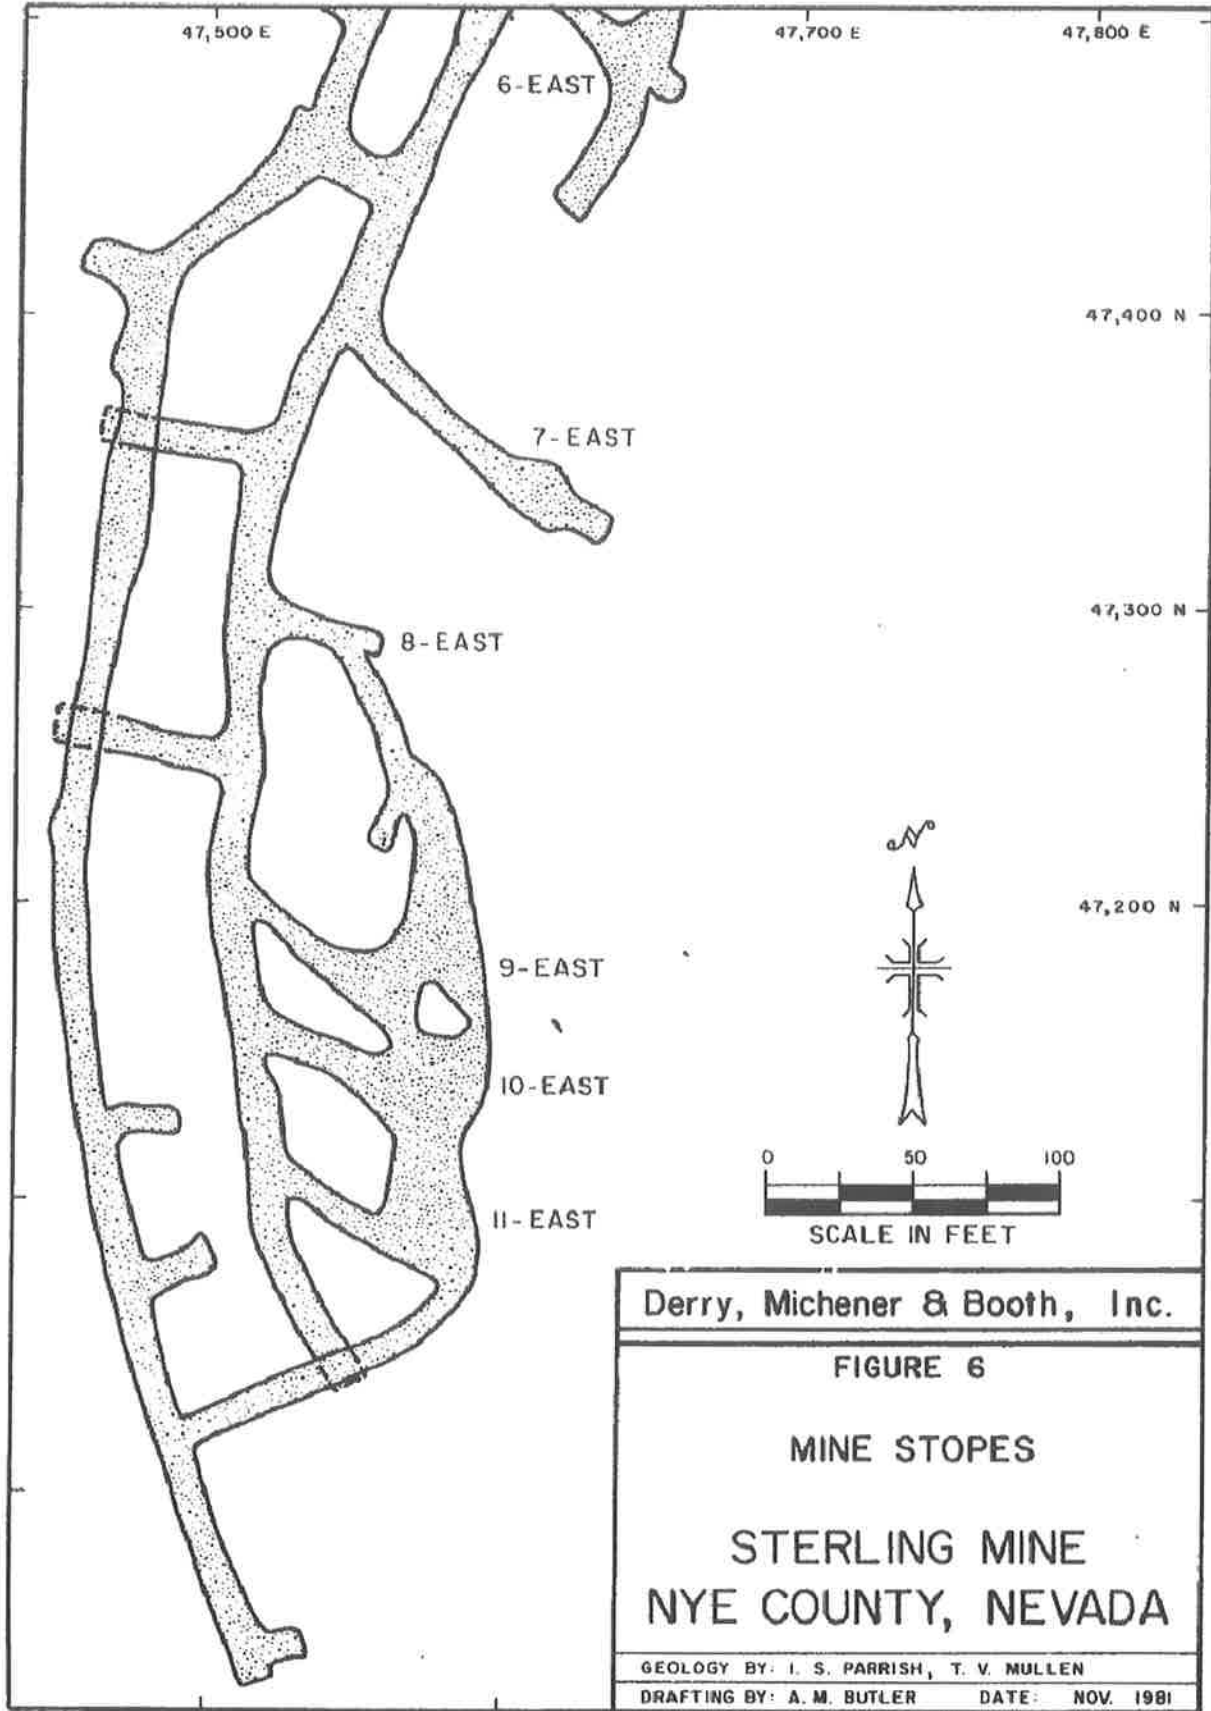 47,500 E
47,700 E
47,800 E
6-EAST
47,400 N
7-EAST
47,300 N
8-EAST
N
47,200 N
9-EAST
10-EAST
0 50 100
11-EAST
SCALE IN FEET
Derry, Michener & Booth, Inc.
FIGURE 6
MINE STOPES
STERLING MINE
NYE COUNTY, NEVADA
GEOLOGY BY: I. S. PARRISH, T. V. MULLEN
DRAFTING BY: A. M. BUTLER DATE: NOV. 1981